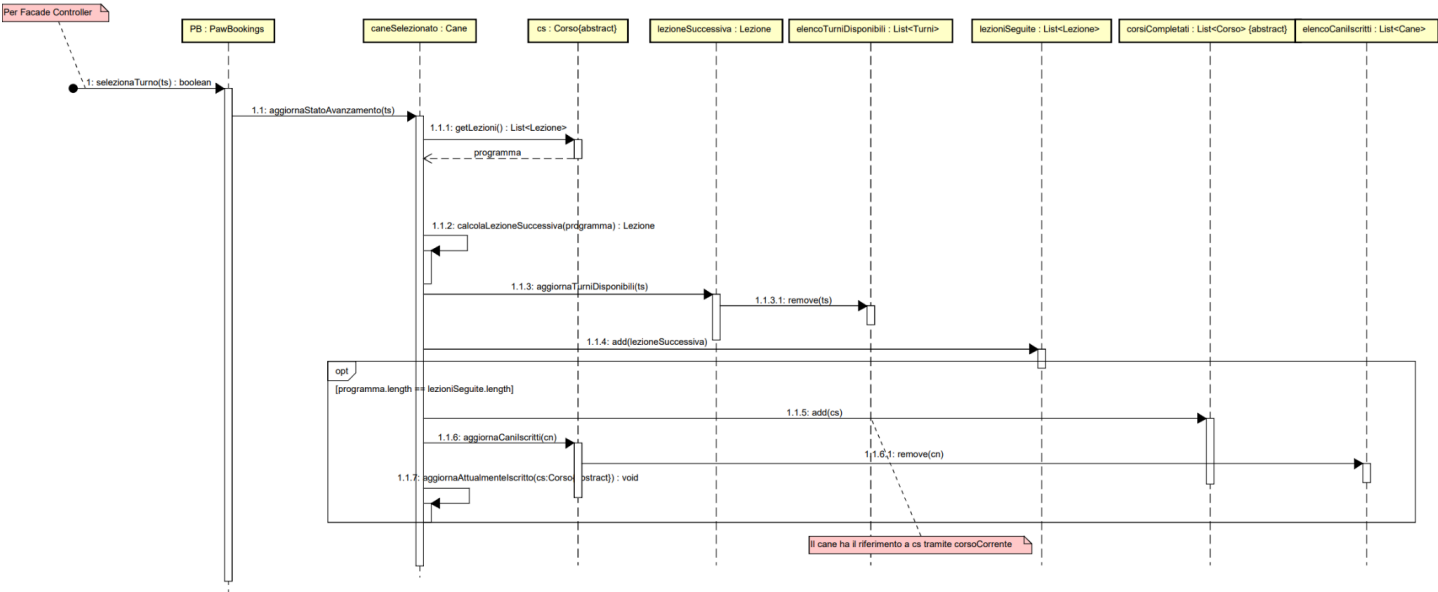 Per Facade Controller
PB : PawBookings
caneSelezionato : Cane
cs : Corso{abstract}
lezioneSuccessiva : Lezione
elencoTurniDisponibili : List<Turni>
lezioniSeguite : List<Lezione>
corsiCompletati : List<Corso> {abstract}
elencoCaniIscritti : List<Cane>
1: selezionaTurno(ts) : boolean
1.1: aggiornaStatoAvanzamento(ts)
1.1.1: getLezioni() : List<Lezione>
programma
1.1.2: calcolaLezioneSuccessiva(programma) : Lezione
1.1.3: aggiornaTurniDisponibili(ts)
1.1.3.1: remove(ts)
1.1.4: add(lezioneSuccessiva)
opt
[programma.length == lezioniSeguite.length]
1.1.5: add(cs)
1.1.6: aggiornaCaniIscritti(cn)
1.1.6.1: remove(cn)
1.1.7: aggiornaAttualmenteIscritto(cs:Corso{abstract}) : void
Il cane ha il riferimento a cs tramite corsoCorrente